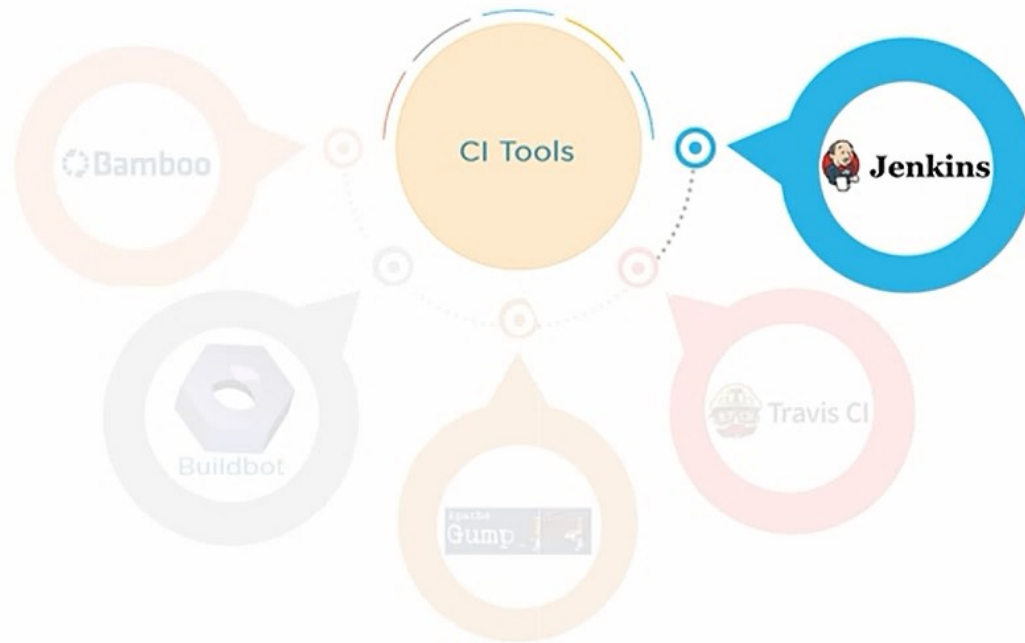 CI Tools
Bamboo
Jenkins
Buildbot
Travis CI
Apache
Gump